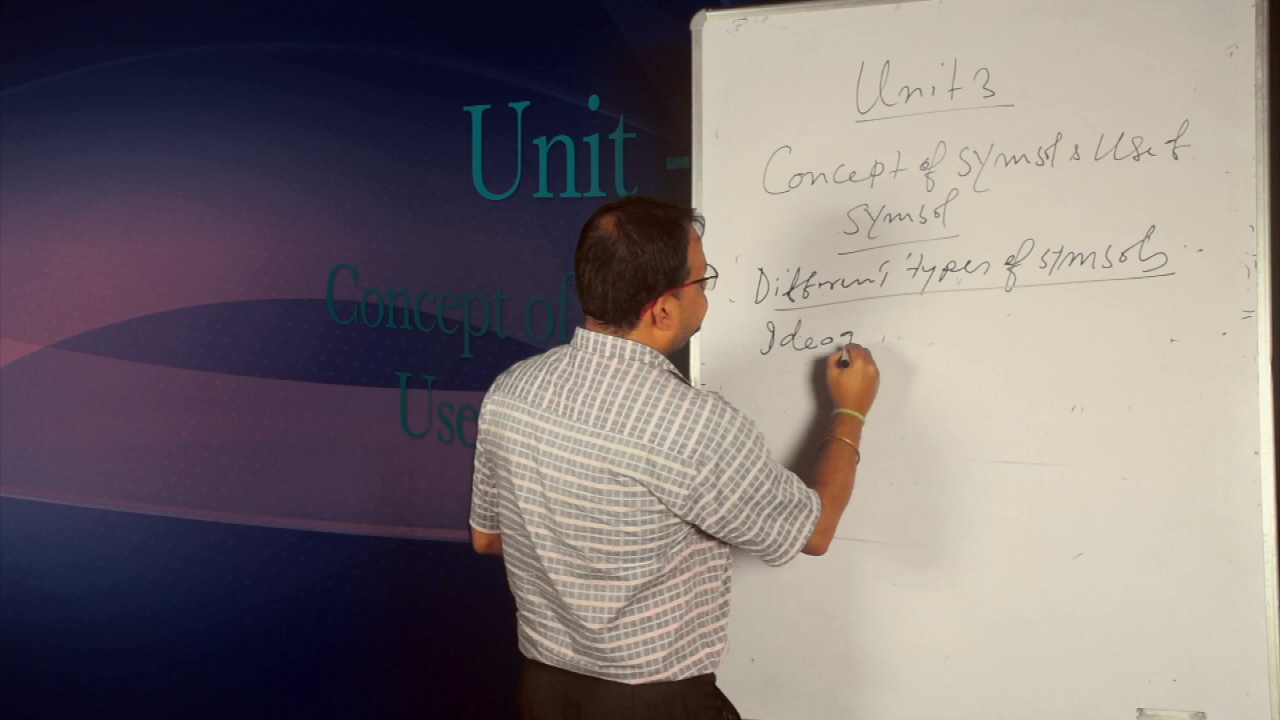 Unit -
Concept of
Use
Unit 3
Concept of symbol & Use of
symbol
Different types of symbols
Ideog